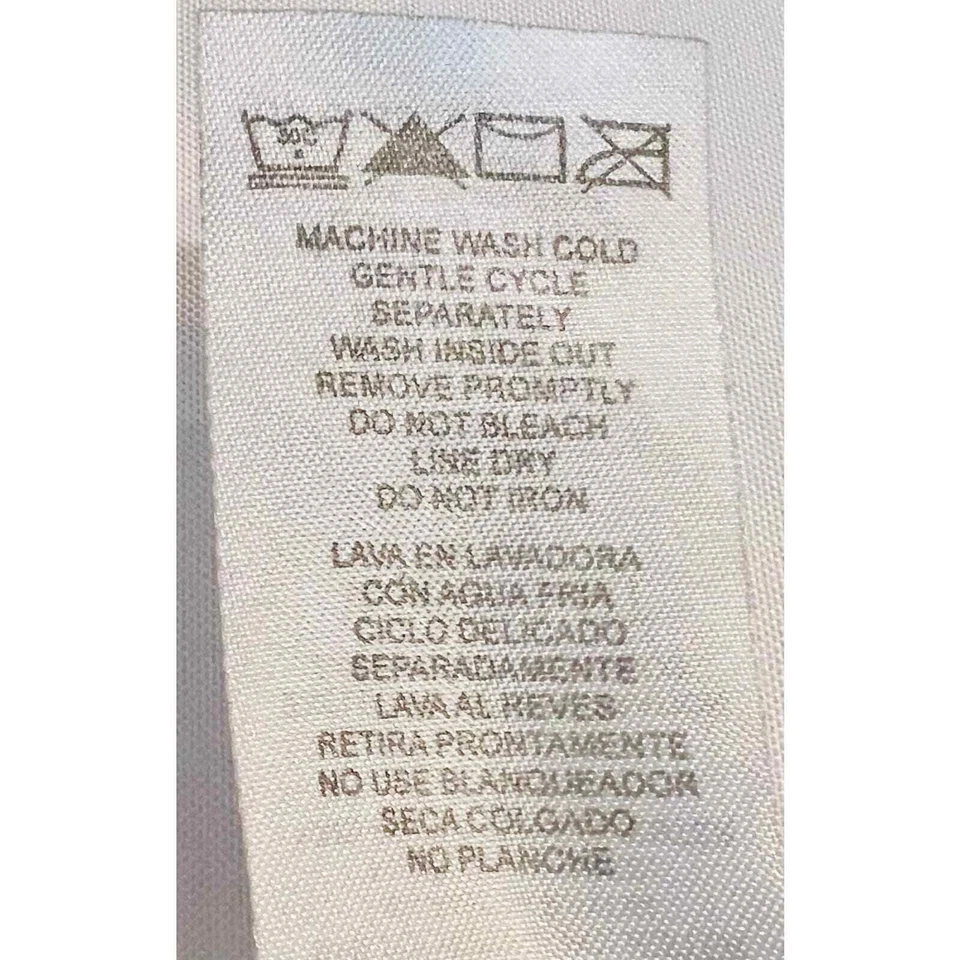 30C
MACHINE WASH COLD
GENTLE CYCLE
SEPARATELY
WASH INSIDE OUT
REMOVE PROMPTLY
DO NOT BLEACH
LINE DRY
DO NOT IRON
LAVA EN LAVADORA
CON AGUA FRIA
CICLO DELICADO
SEPARADAMENTE
LAVA AL REVES
RETIRA PRONTAMENTE
NO USE BLANQUEADOR
SECA COLGADO
NO PLANCHE